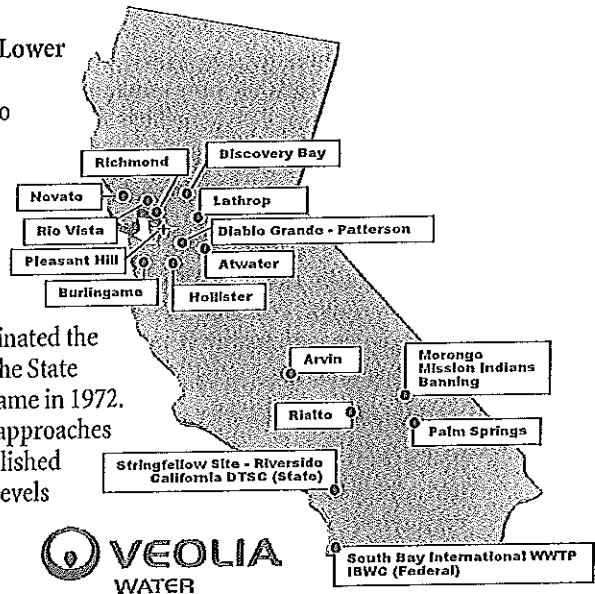 Lower
o
Richmond
Discovery Bay
Novato
Lathrop
Rio Vista
Diablo Grande - Patterson
Pleasant Hill
Atwater
Burlingame
Hollister
inated the
he State
ame in 1972.
approaches
lished
evels
Arvin
Morongo
Mission Indians
Banning
Rialto
Palm Springs
Stringfellow Site - Riverside
California DTSC (State)
VEOLIA
WATER
South Bay International WWTP
IBWC (Federal)